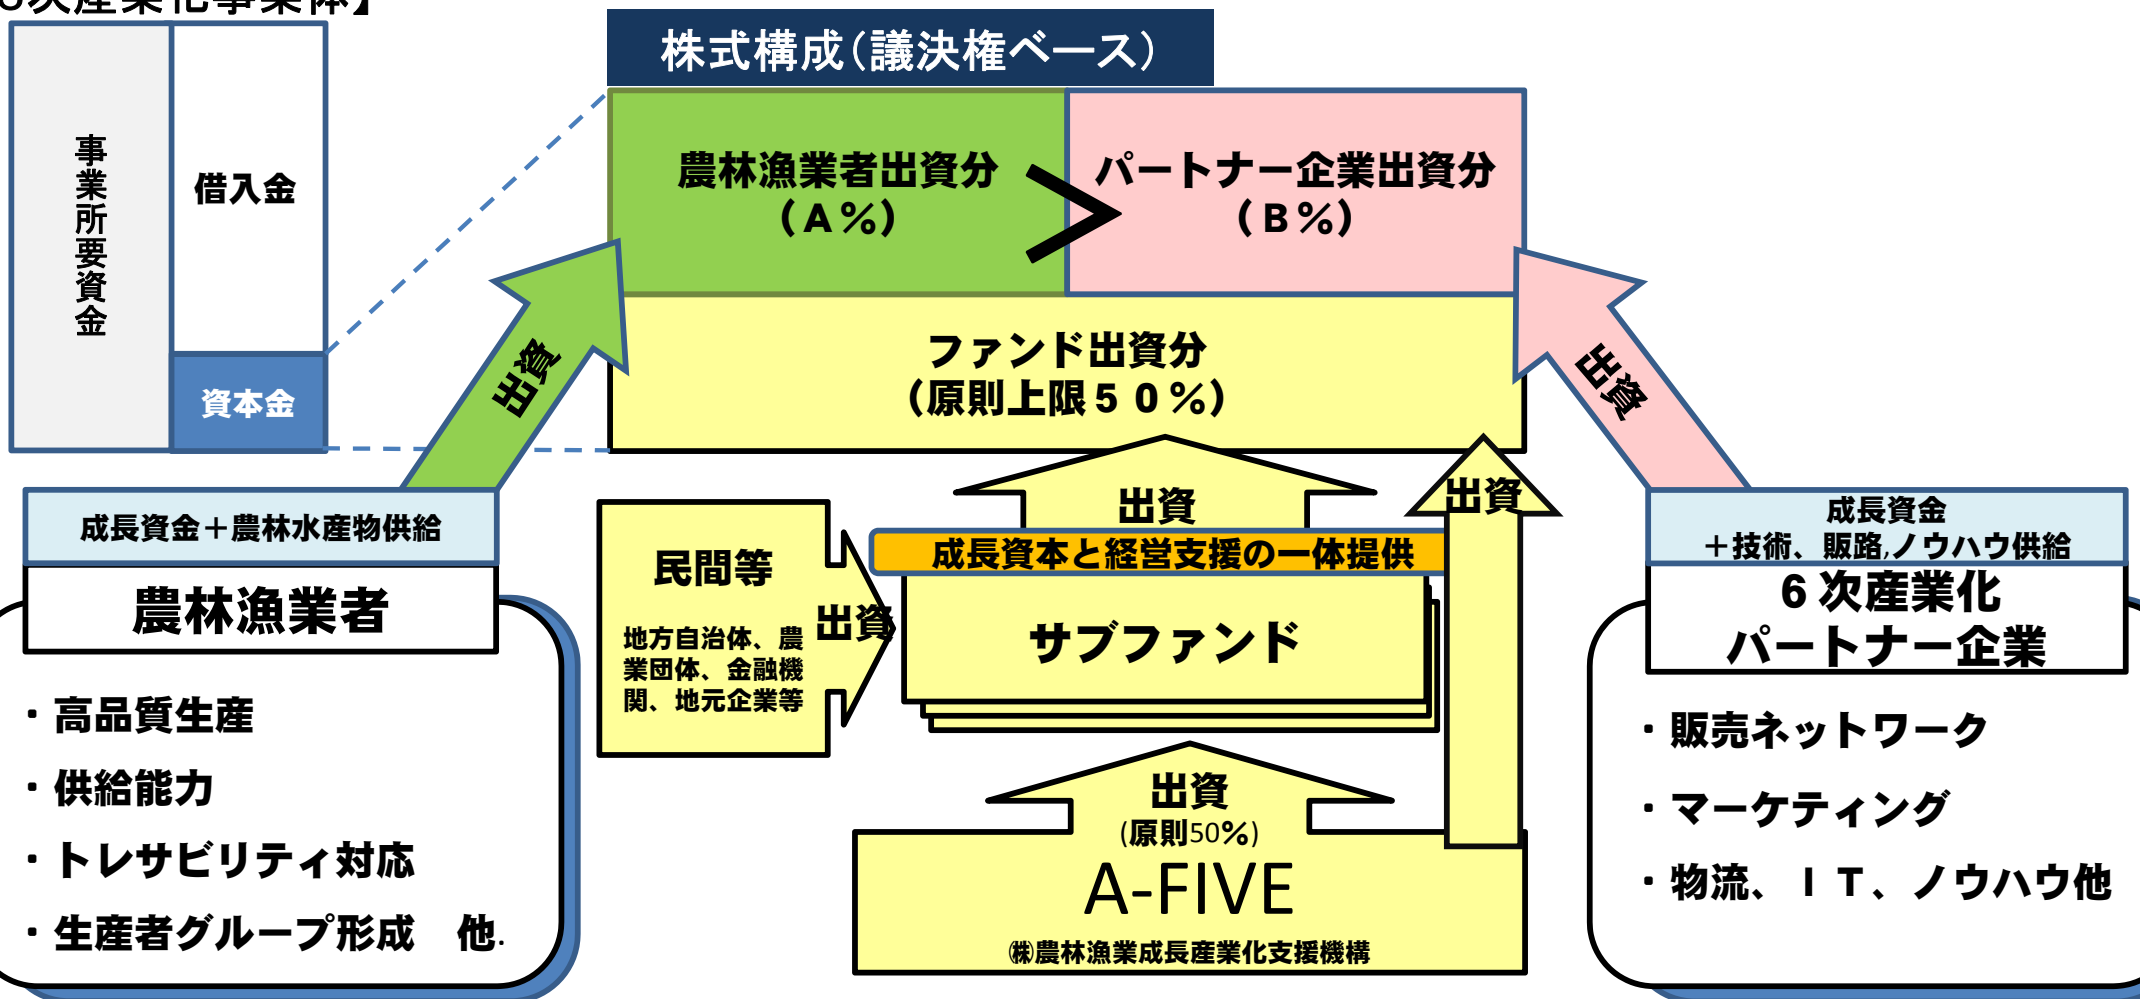 6次産業化事業体】
事業所要資金
借入金
資本金
株式構成（議決権ベース）
農林漁業者出資分
（A％）
＞
パートナー企業出資分
（B％）
ファンド出資分
（原則上限５０％）
出資
出資
成長資金＋農林水産物供給
農林漁業者
・高品質生産
・供給能力
・トレサビリティ対応
・生産者グループ形成　他.
民間等
地方自治体、農
業団体、金融機
関、地元企業等
出資
出資
出資
成長資本と経営支援の一体提供
サブファンド
出資
(原則50％)
A-FIVE
㈱農林漁業成長産業化支援機構
成長資金
＋技術、販路,ノウハウ供給
６次産業化
パートナー企業
・販売ネットワーク
・マーケティング
・物流、ＩＴ、ノウハウ他